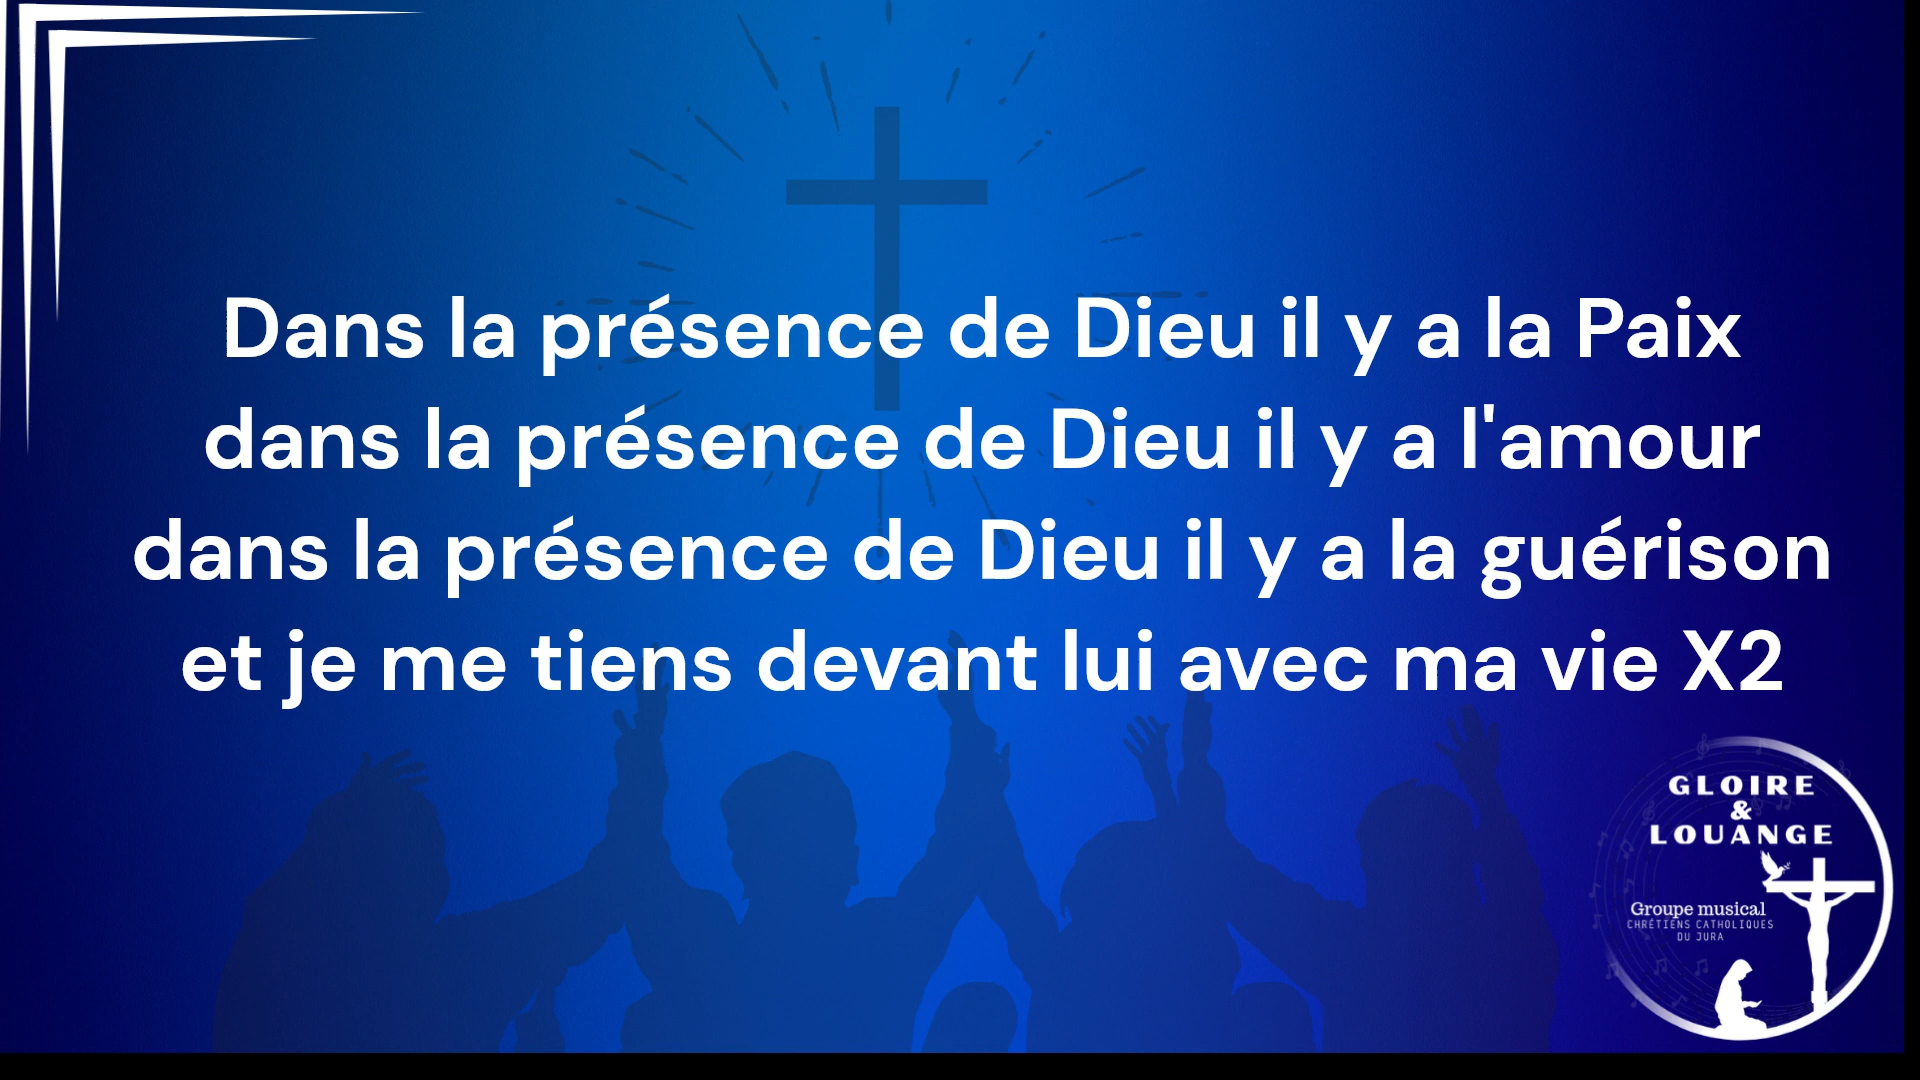 Dans la présence de Dieu il y a la Paix
dans la présence de Dieu il y a l'amour
dans la présence de Dieu il y a la guérison
et je me tiens devant lui avec ma vie X2
GLOIRE
&
LOUANGE
Groupe musical
CHRÉTIENS CATHOLIQUES
DU JURA